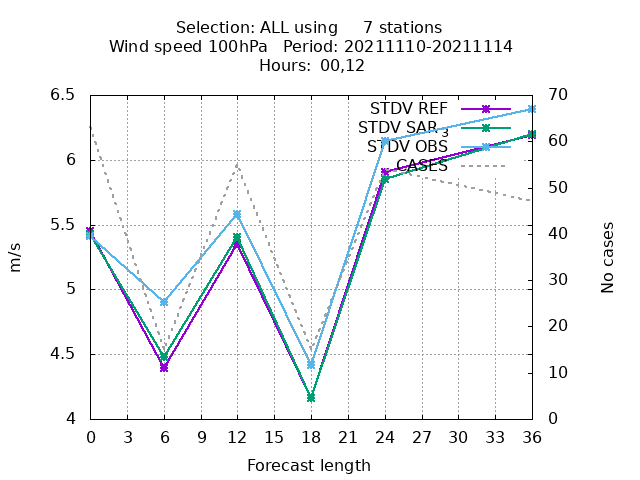 Selection: ALL using     7 stations
Wind speed 100hPa   Period: 20211110-20211114
Hours:  00,12
6.5
6
5.5
5
4.5
4
70
60
50
40
30
20
10
0
STDV REF
STDV SAR 3
STDV OBS
CASES
m/s
No cases
0 3 6 9 12 15 18 21 24 27 30 33 36
Forecast length